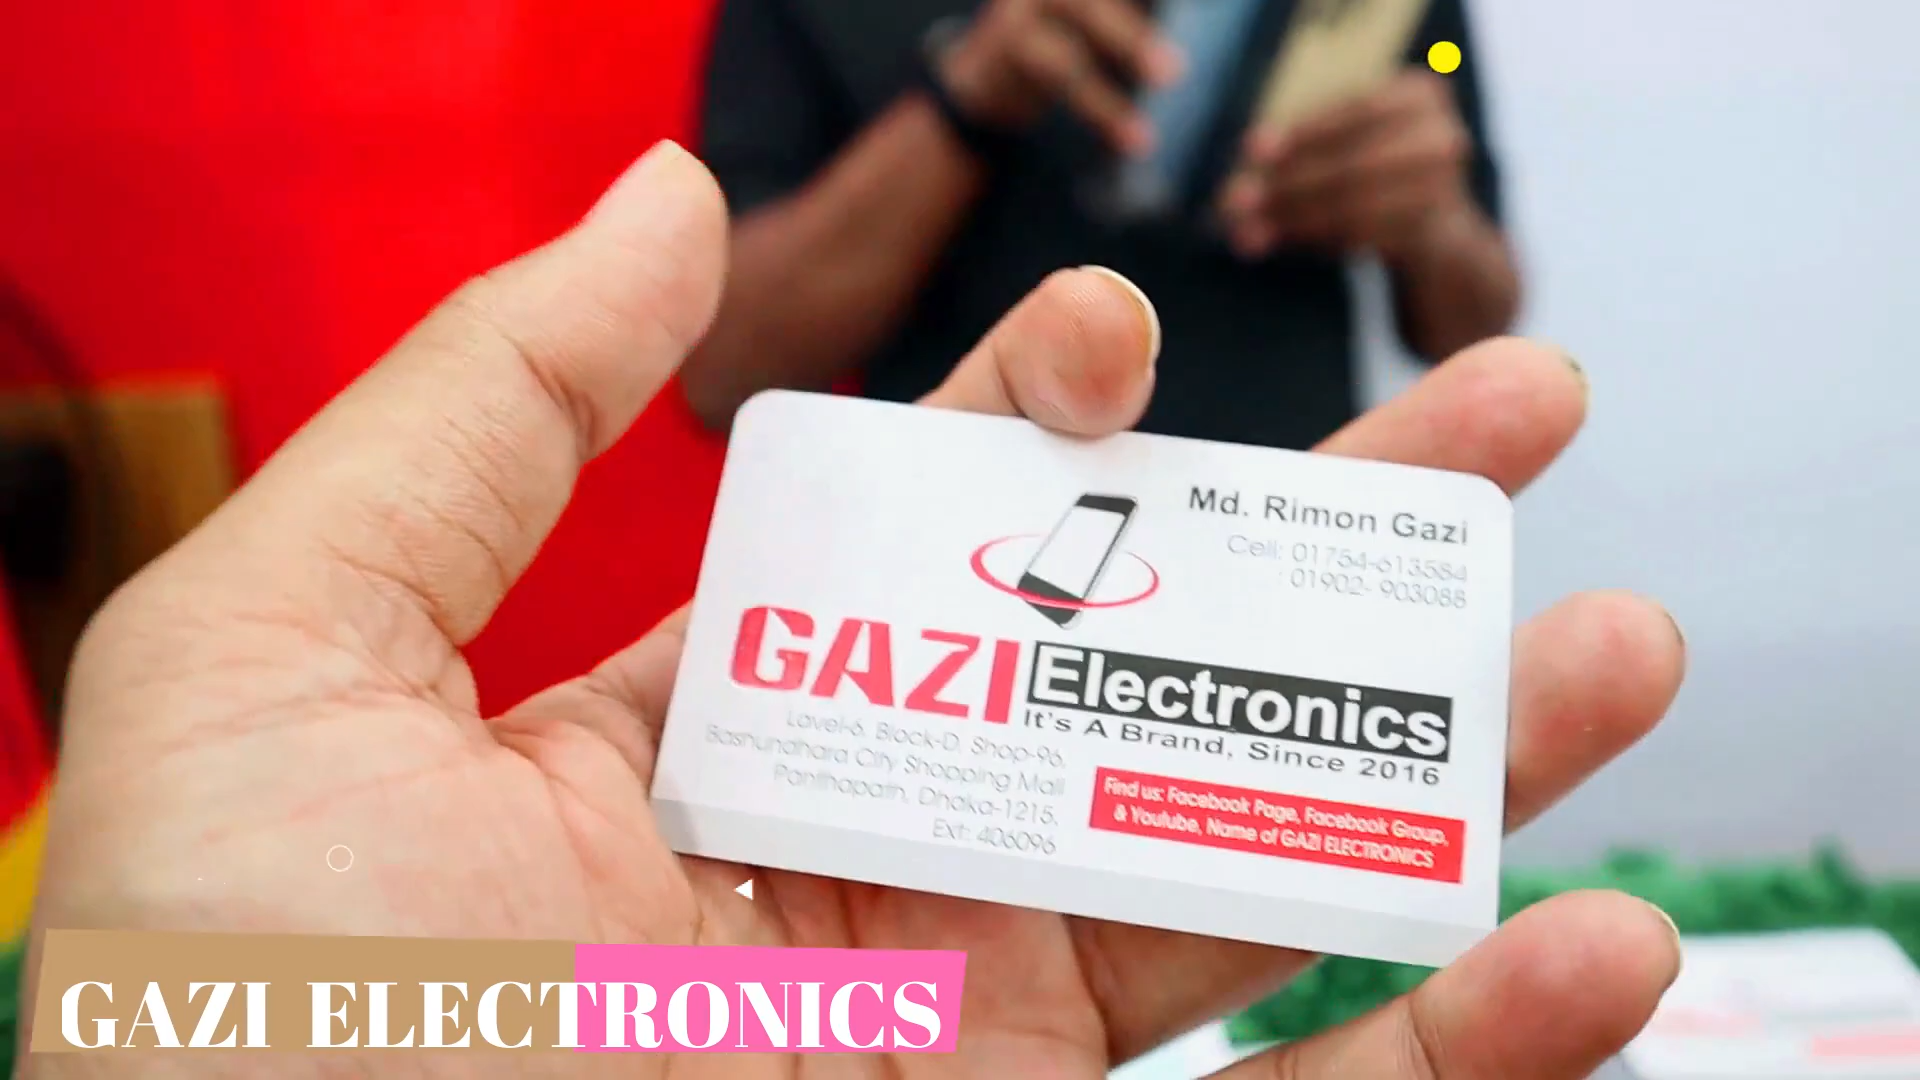 Md. Rimon Gazi
Cell: 01754-613584
: 01902- 903088
GAZI Electronics
It's A Brand, Since 2016
Lavel-6, Block-D, Shop-96,
Bashundhara City Shopping Mall
Panthapath, Dhaka-1215,
Ext: 406096
Find us: Facebook Page, Facebook Group,
& Youtube, Name of GAZI ELECTRONICS
GAZI ELECTRONICS